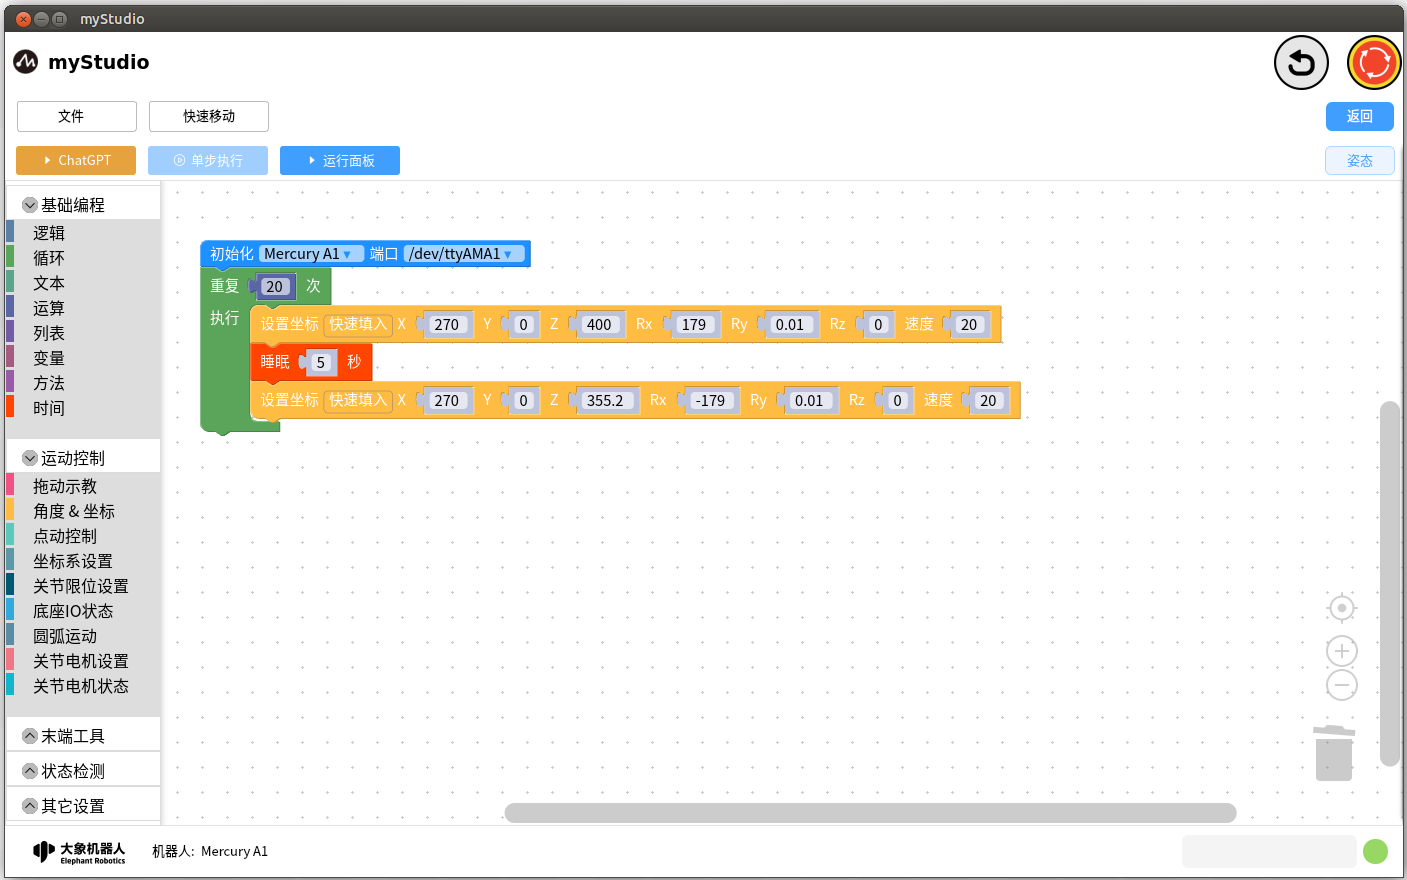 myStudio
myStudio
文件 快速移动 返回
ChatGPT 单步执行 运行面板 姿态
基础编程
逻辑
循环
文本
运算
列表
变量
方法
时间
运动控制
拖动示教
角度 & 坐标
点动控制
坐标系设置
关节限位设置
底座IO状态
圆弧运动
关节电机设置
关节电机状态
末端工具
状态检测
其它设置
初始化 Mercury A1 端口 /dev/ttyAMA1
重复 20 次
执行 设置坐标 快速填入 X 270 Y 0 Z 400 Rx 179 Ry 0.01 Rz 0 速度 20
睡眠 5 秒
设置坐标 快速填入 X 270 Y 0 Z 355.2 Rx -179 Ry 0.01 Rz 0 速度 20
大象机器人
Elephant Robotics
机器人: Mercury A1